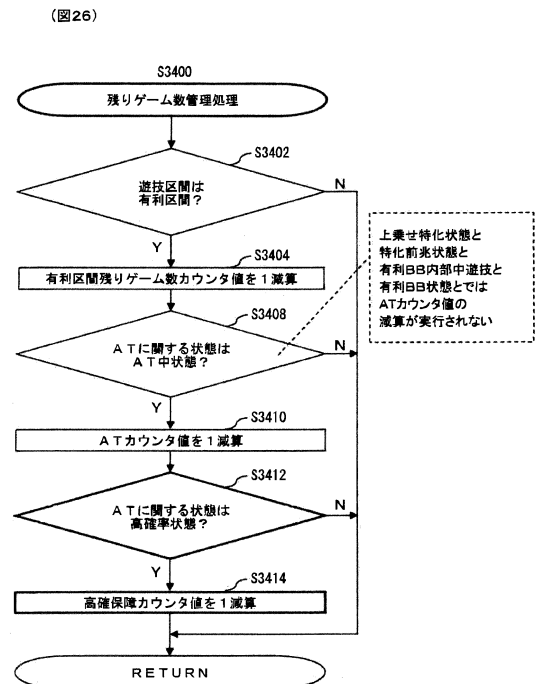 (図26)
S3400
残りゲーム数管理処理
S3402
遊技区間は
有利区間?
N
Y
S3404
有利区間残りゲーム数カウンタ値を1減算
上乗せ特化状態と
特化前兆状態と
有利BB内部中遊技と
有利BB状態とでは
ATカウンタ値の
減算が実行されない
S3408
ATに関する状態は
AT中状態?
N
Y
S3410
ATカウンタ値を1減算
S3412
ATに関する状態は
高確率状態?
N
Y
S3414
高確保障カウンタ値を1減算
RETURN